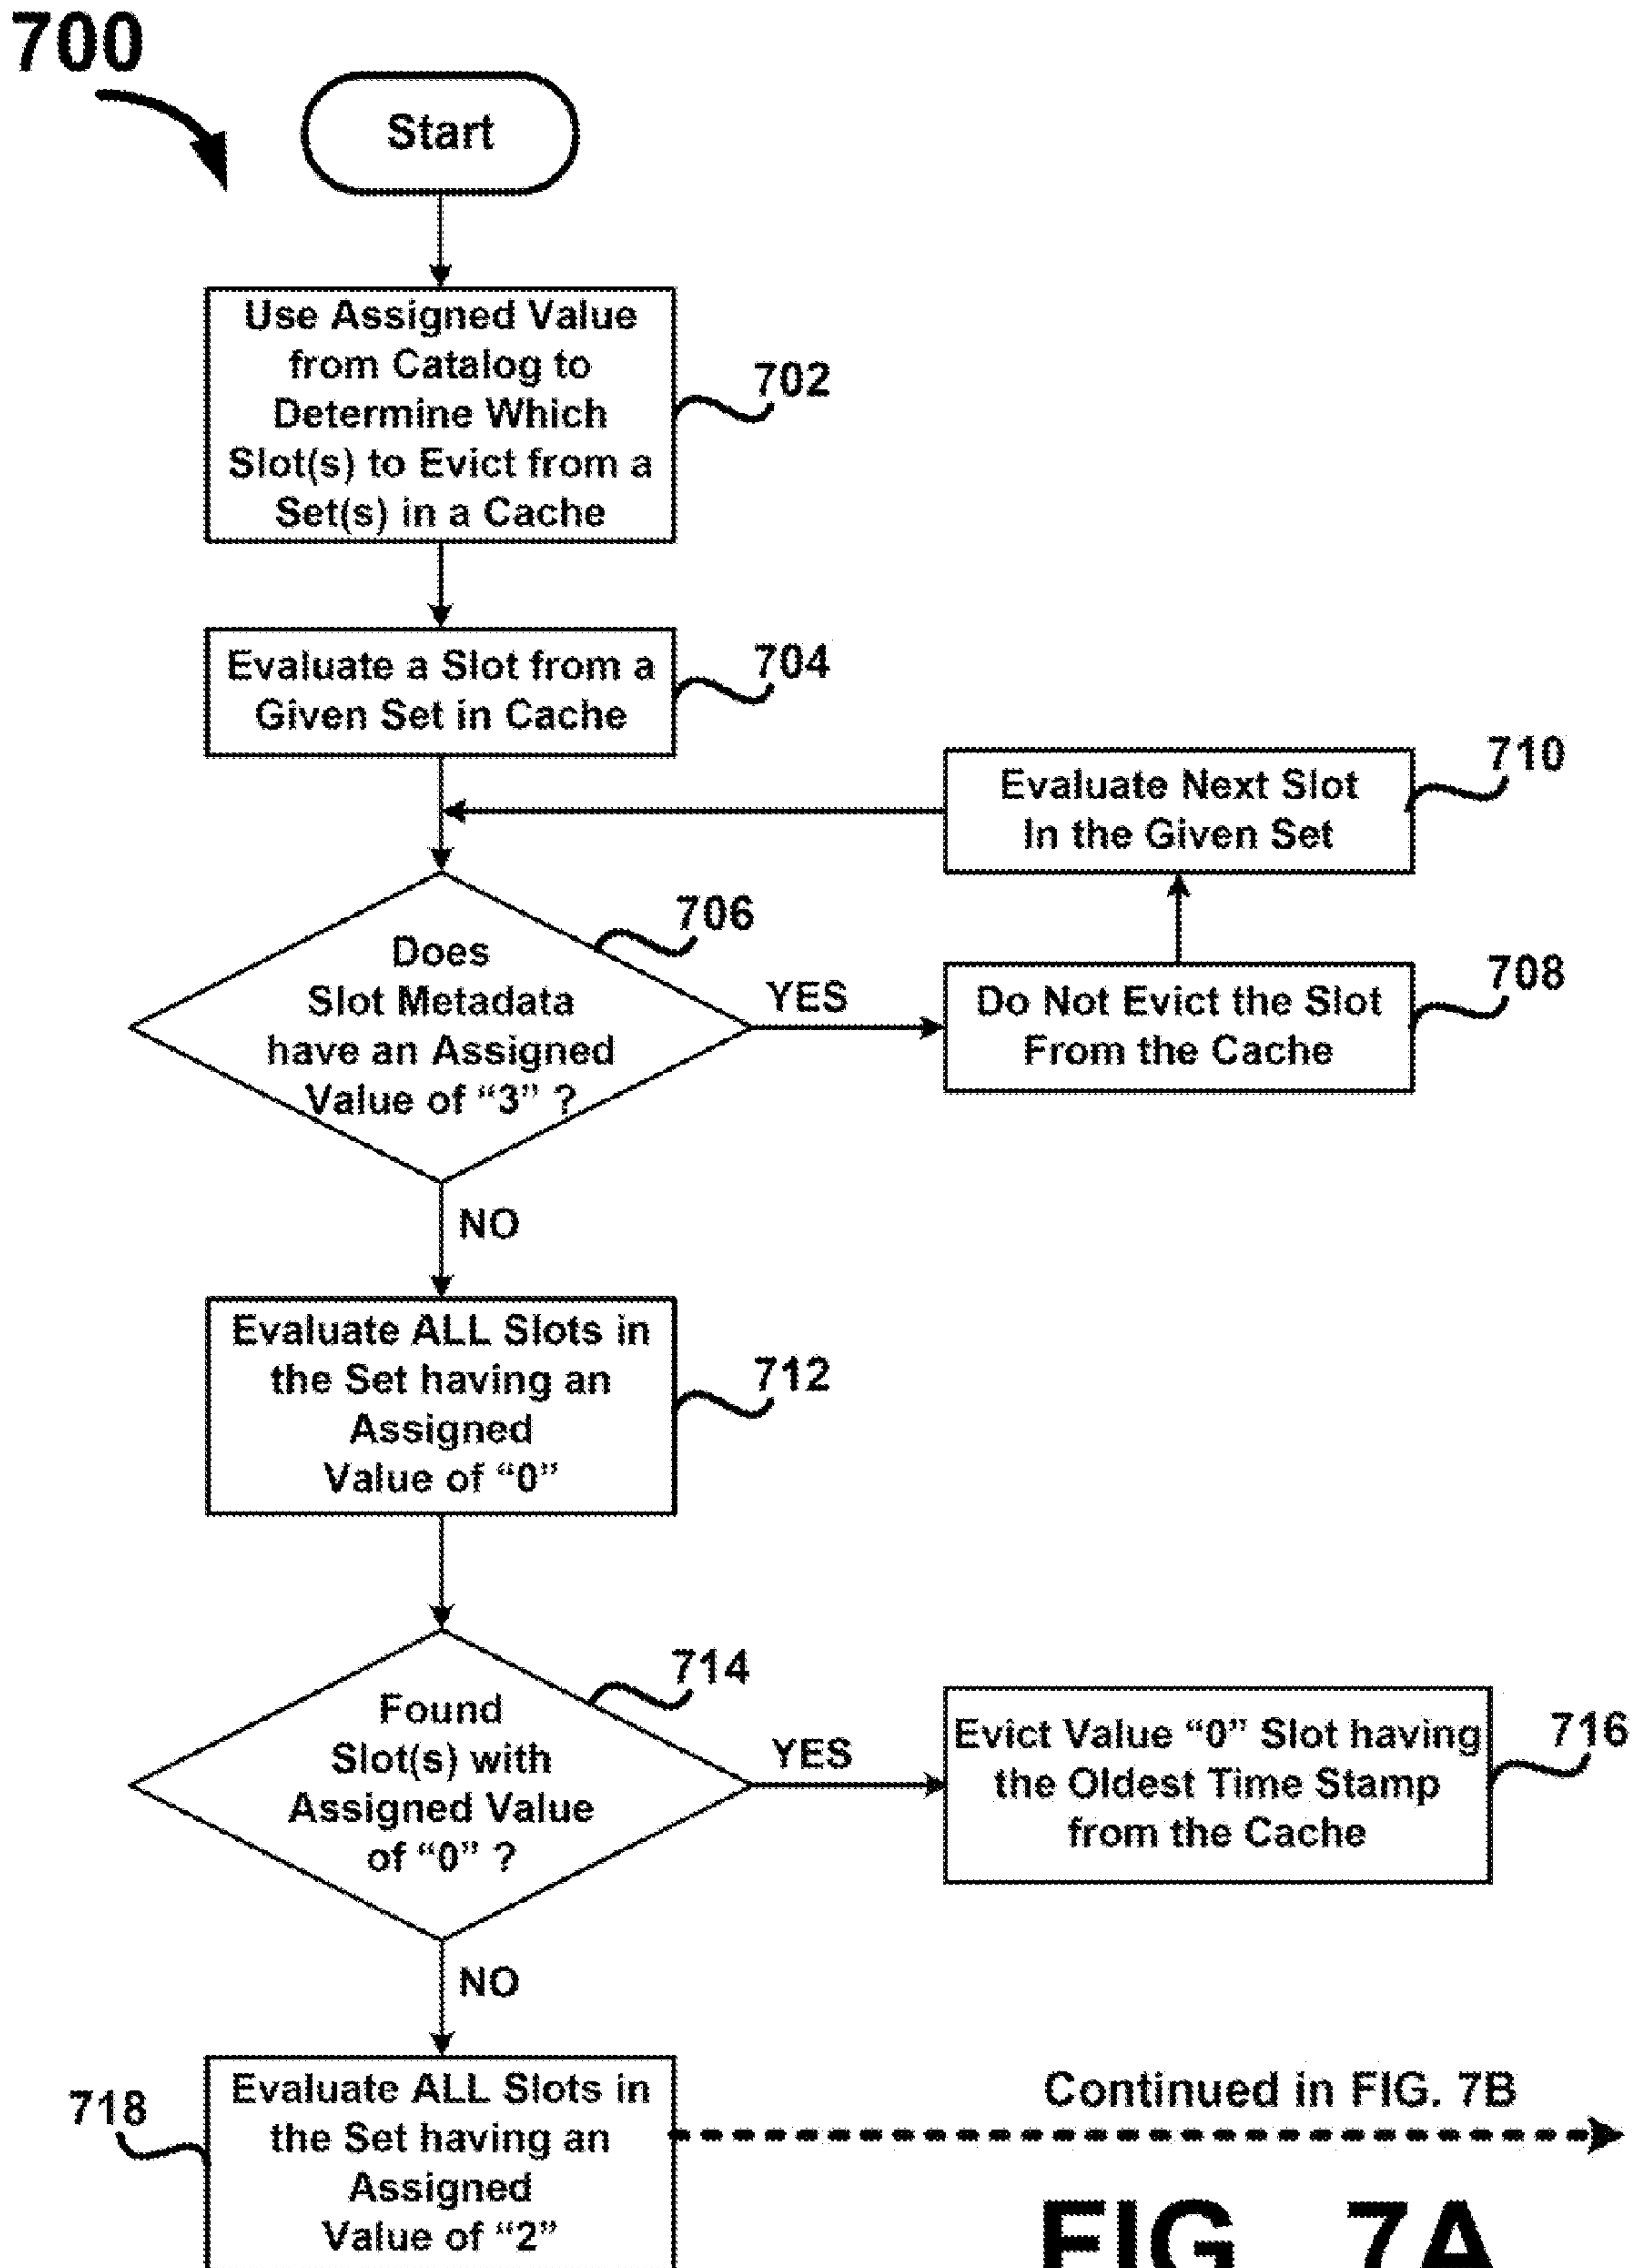 700
Start
Use Assigned Value
from Catalog to
Determine Which
Slot(s) to Evict from a
Set(s) in a Cache
702
Evaluate a Slot from a
Given Set in Cache
704
Evaluate Next Slot
In the Given Set
710
Does
Slot Metadata
have an Assigned
Value of “3” ?
706
YES
Do Not Evict the Slot
From the Cache
708
NO
Evaluate ALL Slots in
the Set having an
Assigned
Value of “0”
712
Found
Slot(s) with
Assigned Value
of “0” ?
714
YES
Evict Value “0” Slot having
the Oldest Time Stamp
from the Cache
716
NO
Evaluate ALL Slots in
the Set having an
Assigned
Value of “2”
718
Continued in FIG. 7B
FIG. 7A